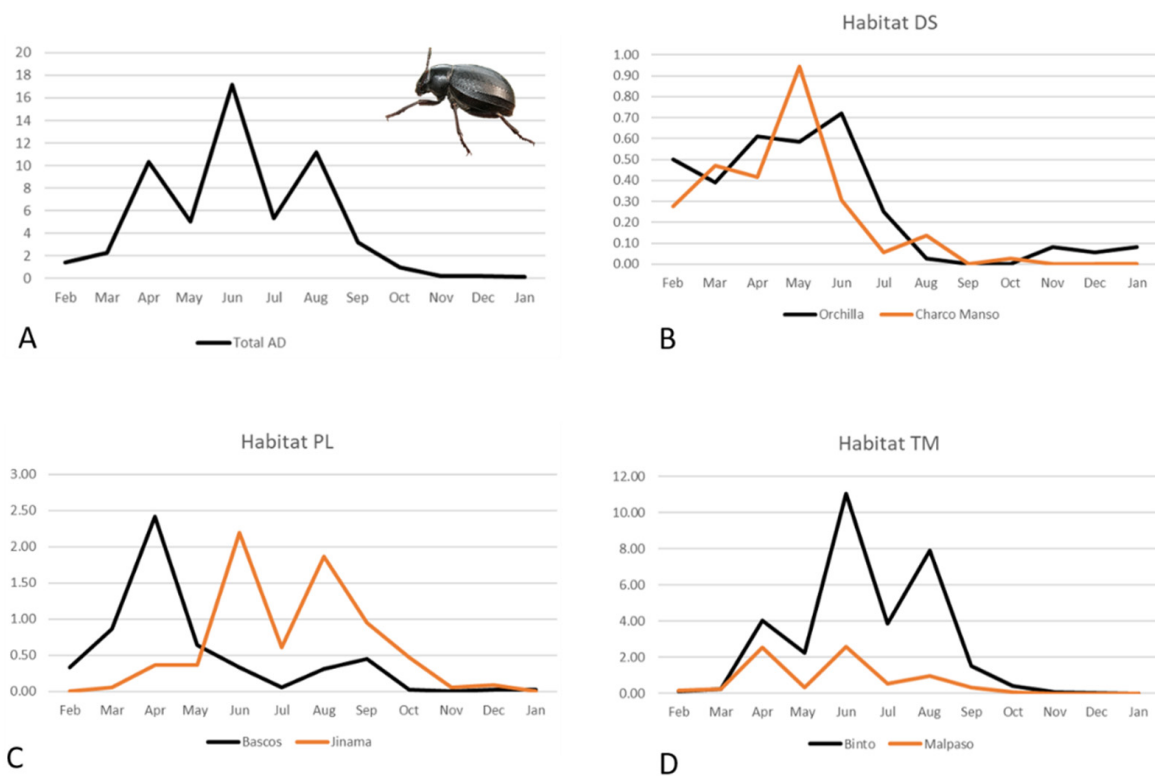 20
18
16
14
12
10
8
6
4
2
0
Feb Mar Apr May Jun Jul Aug Sep Oct Nov Dec Jan
Total AD
A
Habitat DS
1.00
0.90
0.80
0.70
0.60
0.50
0.40
0.30
0.20
0.10
0.00
Feb Mar Apr May Jun Jul Aug Sep Oct Nov Dec Jan
Orchilla Charco Manso
B
Habitat PL
3.00
2.50
2.00
1.50
1.00
0.50
0.00
Feb Mar Apr May Jun Jul Aug Sep Oct Nov Dec Jan
Bascos Jinama
C
Habitat TM
12.00
10.00
8.00
6.00
4.00
2.00
0.00
Feb Mar Apr May Jun Jul Aug Sep Oct Nov Dec Jan
Binto Malpaso
D